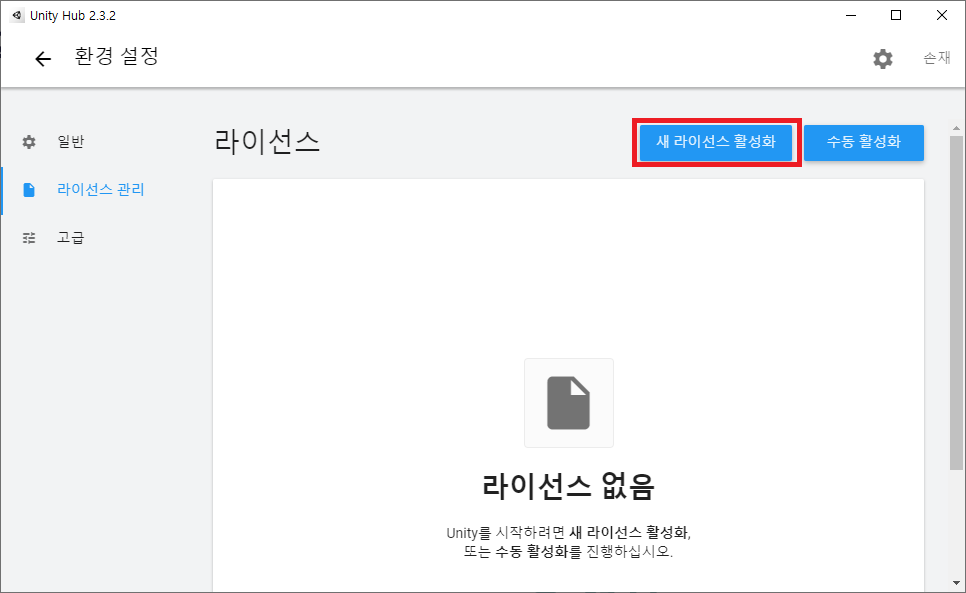 Unity Hub 2.3.2
환경 설정
손재
일반
라이선스 관리
고급
라이선스
새 라이선스 활성화
수동 활성화
라이선스 없음
Unity를 시작하려면 새 라이선스 활성화,
또는 수동 활성화를 진행하십시오.